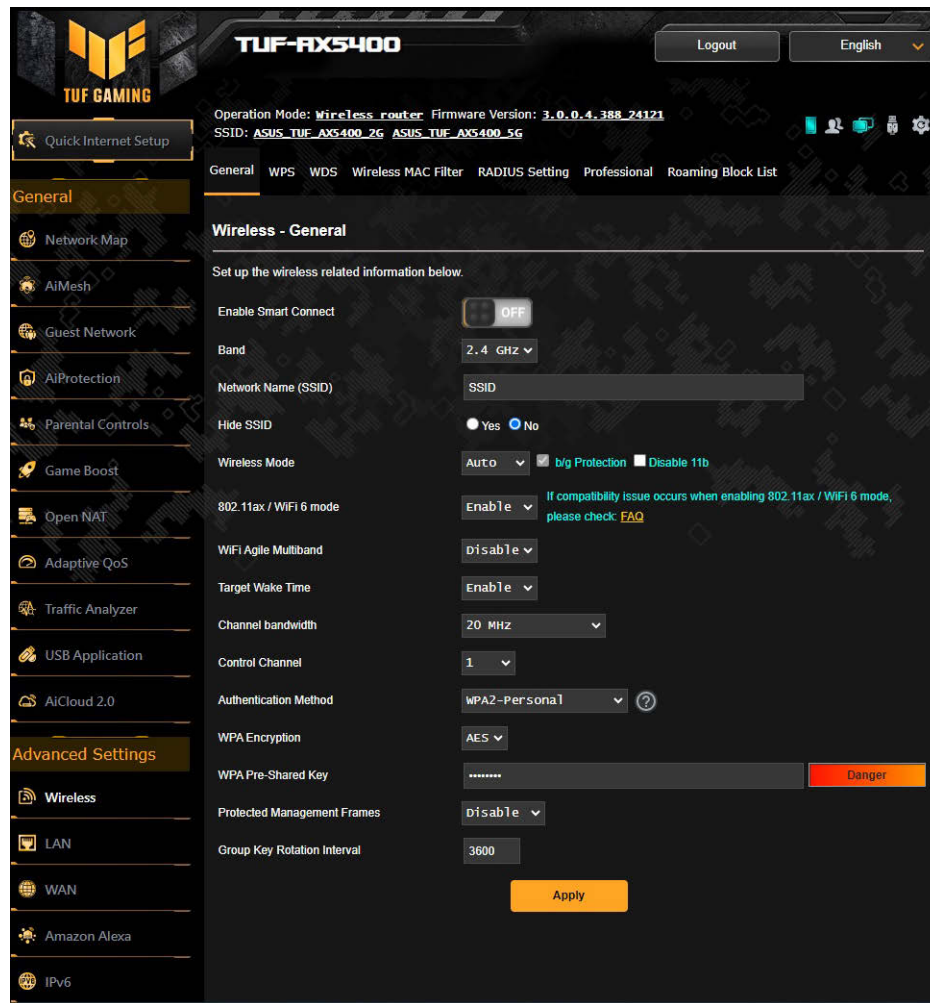 TUF GAMING
TUF-AX5400
Logout
English
Operation Mode: Wireless router Firmware Version: 3.0.0.4.388_24121
SSID: ASUS_TUF_AX5400_2G ASUS_TUF_AX5400_5G
Quick Internet Setup
General
Network Map
AiMesh
Guest Network
AiProtection
Parental Controls
Game Boost
Open NAT
Adaptive QoS
Traffic Analyzer
USB Application
AiCloud 2.0
Advanced Settings
Wireless
LAN
WAN
Amazon Alexa
IPv6
General WPS WDS Wireless MAC Filter RADIUS Setting Professional Roaming Block List
Wireless - General
Set up the wireless related information below.
Enable Smart Connect OFF
Band 2.4 GHz
Network Name (SSID) SSID
Hide SSID Yes No
Wireless Mode Auto b/g Protection Disable 11b
802.11ax / WiFi 6 mode Enable If compatibility issue occurs when enabling 802.11ax / WiFi 6 mode,
please check: FAQ
WiFi Agile Multiband Disable
Target Wake Time Enable
Channel bandwidth 20 MHz
Control Channel 1
Authentication Method WPA2-Personal ?
WPA Encryption AES
WPA Pre-Shared Key •••••••• Danger
Protected Management Frames Disable
Group Key Rotation Interval 3600
Apply